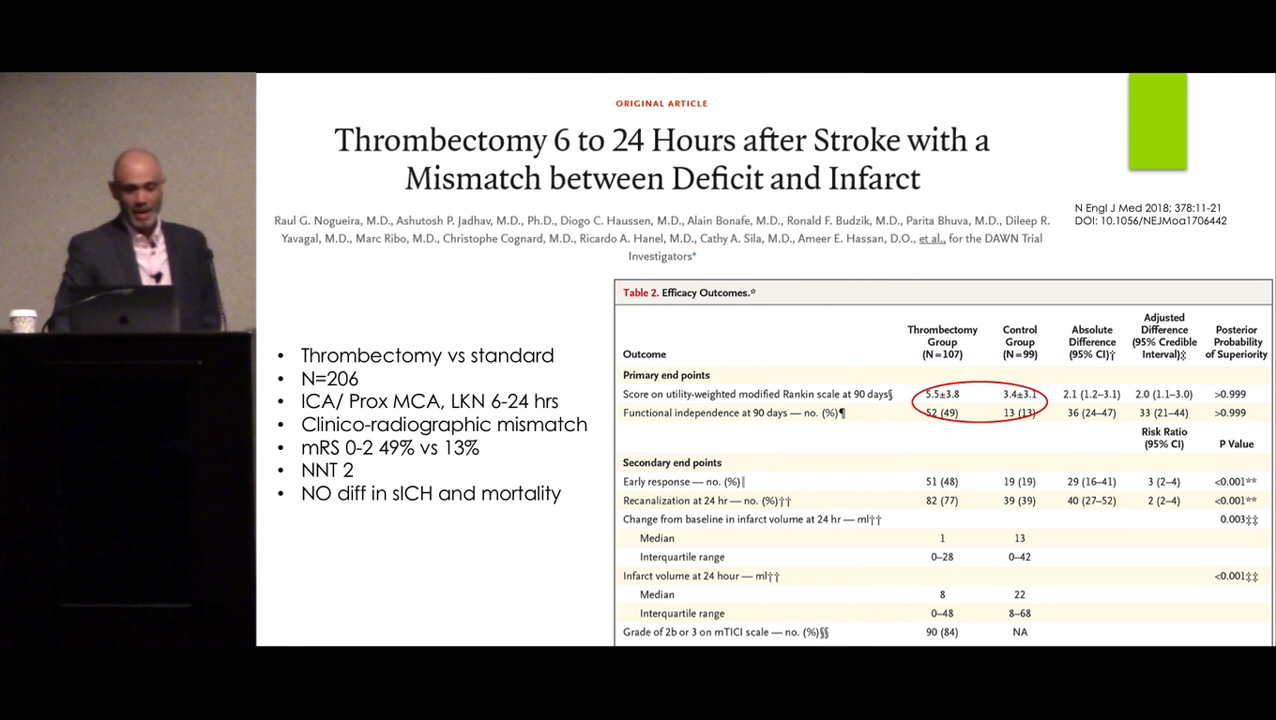 ORIGINAL ARTICLE
Thrombectomy 6 to 24 Hours after Stroke with a
Mismatch between Deficit and Infarct
Raul G. Nogueira, M.D., Ashutosh P. Jadhav, M.D., Ph.D., Diogo C. Haussen, M.D., Alain Bonafe, M.D., Ronald F. Budzik, M.D., Parita Bhuva, M.D., Dileep R.
Yavagal, M.D., Marc Ribo, M.D., Christophe Cognard, M.D., Ricardo A. Hanel, M.D., Cathy A. Sila, M.D., Ameer E. Hassan, D.O., et al., for the DAWN Trial
Investigators*
N Engl J Med 2018; 378:11-21
DOI: 10.1056/NEJMoa1706442
• Thrombectomy vs standard
• N=206
• ICA/ Prox MCA, LKN 6-24 hrs
• Clinico-radiographic mismatch
• mRS 0-2 49% vs 13%
• NNT 2
• NO diff in sICH and mortality
Table 2. Efficacy Outcomes.*
Outcome Thrombectomy Group (N=107) Control Group (N=99) Absolute Difference (95% CI)† Adjusted Difference (95% Credible Interval)‡ Posterior Probability of Superiority
Primary end points
Score on utility-weighted modified Rankin scale at 90 days§ 5.5±3.8 3.4±3.1 2.1 (1.2–3.1) 2.0 (1.1–3.0) >0.999
Functional independence at 90 days — no. (%)¶ 52 (49) 13 (13) 36 (24–47) 33 (21–44) >0.999
Risk Ratio (95% CI) P Value
Secondary end points
Early response — no. (%)‖ 51 (48) 19 (19) 29 (16–41) 3 (2–4) <0.001**
Recanalization at 24 hr — no. (%)†† 82 (77) 39 (39) 40 (27–52) 2 (2–4) <0.001**
Change from baseline in infarct volume at 24 hr — ml†† 0.003‡‡
Median 1 13
Interquartile range 0–28 0–42
Infarct volume at 24 hour — ml†† <0.001‡‡
Median 8 22
Interquartile range 0–48 8–68
Grade of 2b or 3 on mTICI scale — no. (%)§§ 90 (84) NA